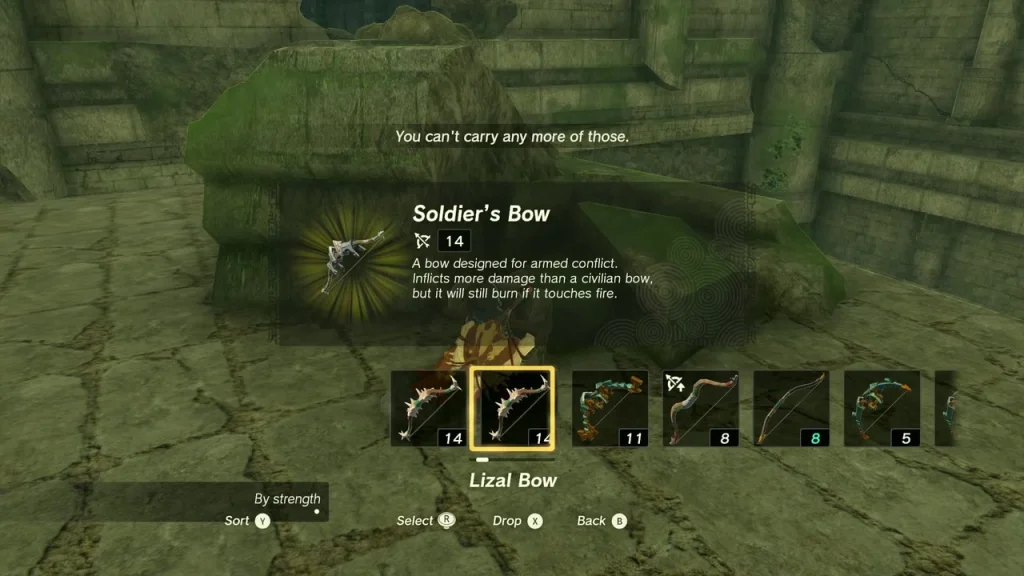 You can't carry any more of those.
Soldier's Bow
14
A bow designed for armed conflict.
Inflicts more damage than a civilian bow,
but it will still burn if it touches fire.
14 14 11 8 8 5
Lizal Bow
By strength
Sort Y Select R Drop X Back B